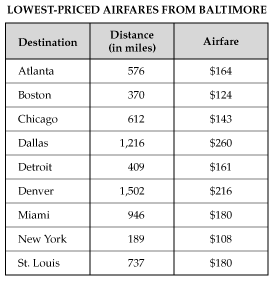 LOWEST-PRICED AIRFARES FROM BALTIMORE
Destination Distance (in miles) Airfare
Atlanta 576 $164
Boston 370 $124
Chicago 612 $143
Dallas 1,216 $260
Detroit 409 $161
Denver 1,502 $216
Miami 946 $180
New York 189 $108
St. Louis 737 $180